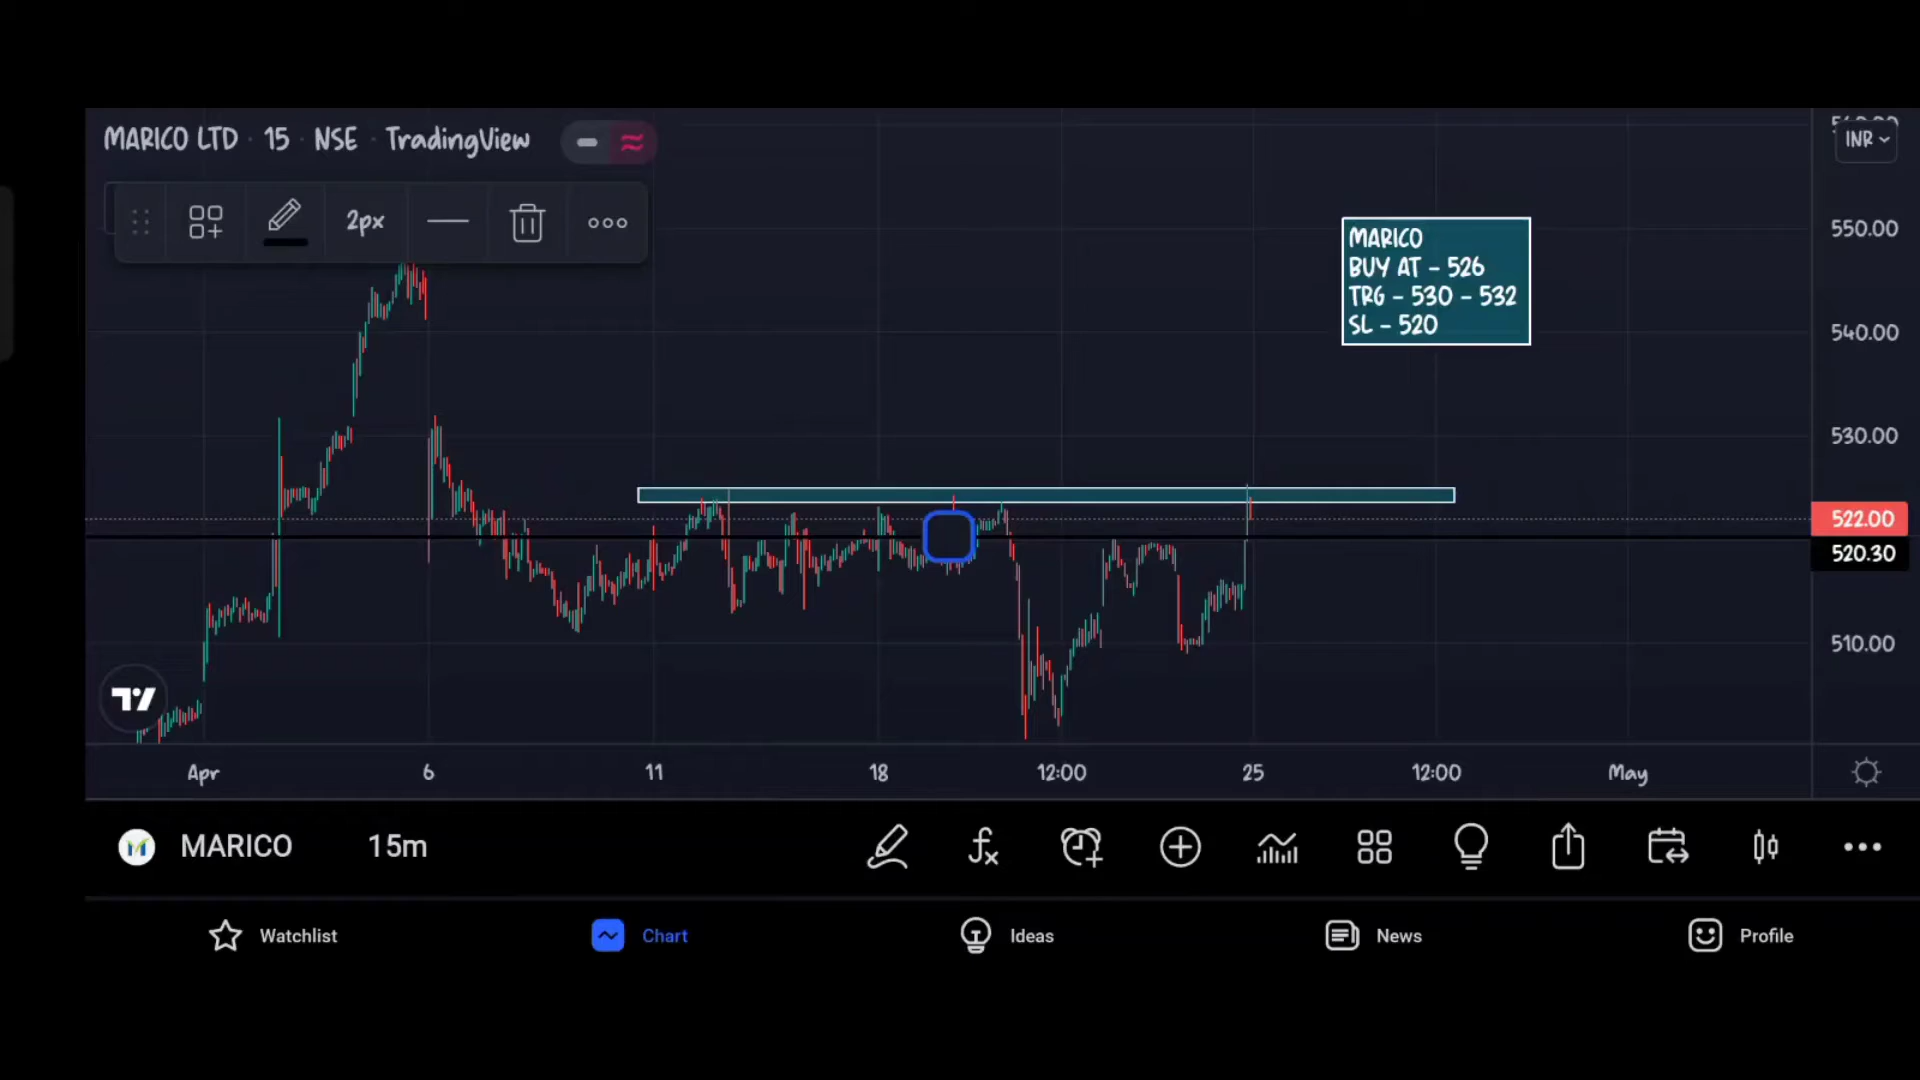 MARICO LTD · 15 · NSE · TradingView
INR
2px
MARICO
BUY AT - 526
TRG - 530 - 532
SL - 520
550.00
540.00
530.00
522.00
520.30
510.00
Apr 6 11 18 12:00 25 12:00 May
MARICO 15m
Watchlist Chart Ideas News Profile